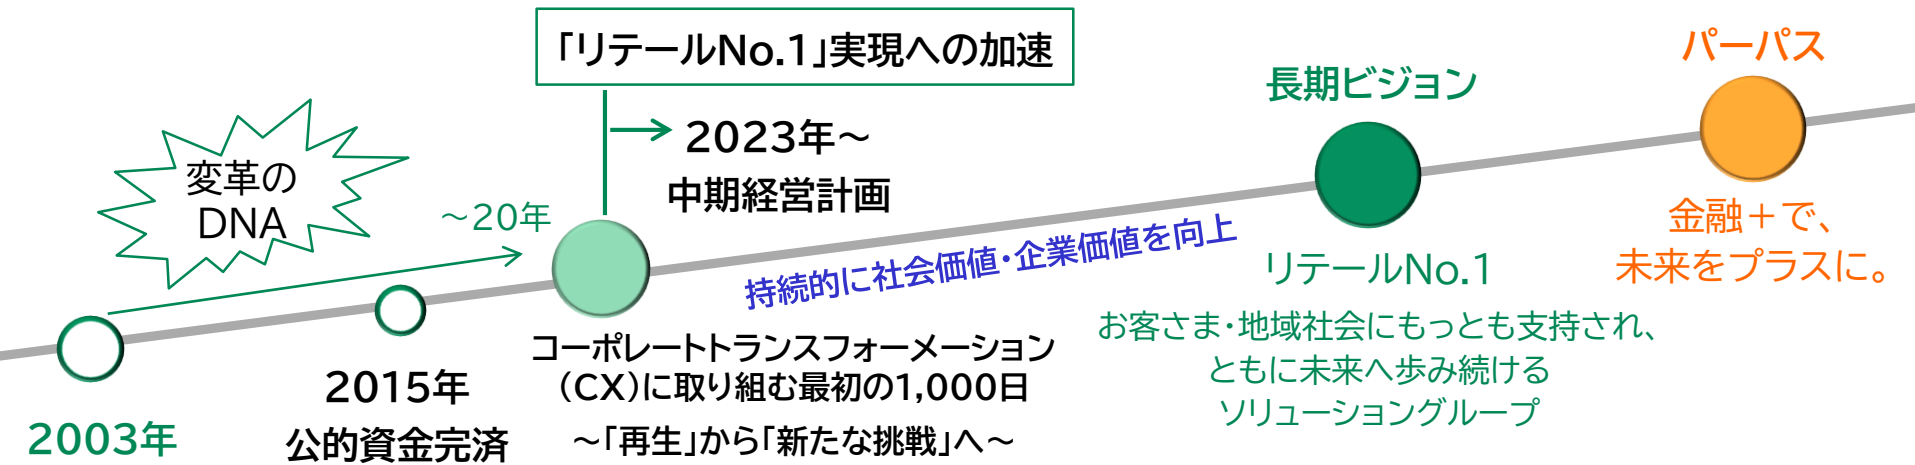 「リテールNo.1」実現への加速
2023年～
中期経営計画
変革の
DNA
～20年
2003年
2015年
公的資金完済
コーポレートトランスフォーメーション
（CX）に取り組む最初の1,000日
～「再生」から「新たな挑戦」へ～
持続的に社会価値・企業価値を向上
長期ビジョン
リテールNo.1
お客さま・地域社会にもっとも支持され、
ともに未来へ歩み続ける
ソリューショングループ
パーパス
金融＋で、
未来をプラスに。